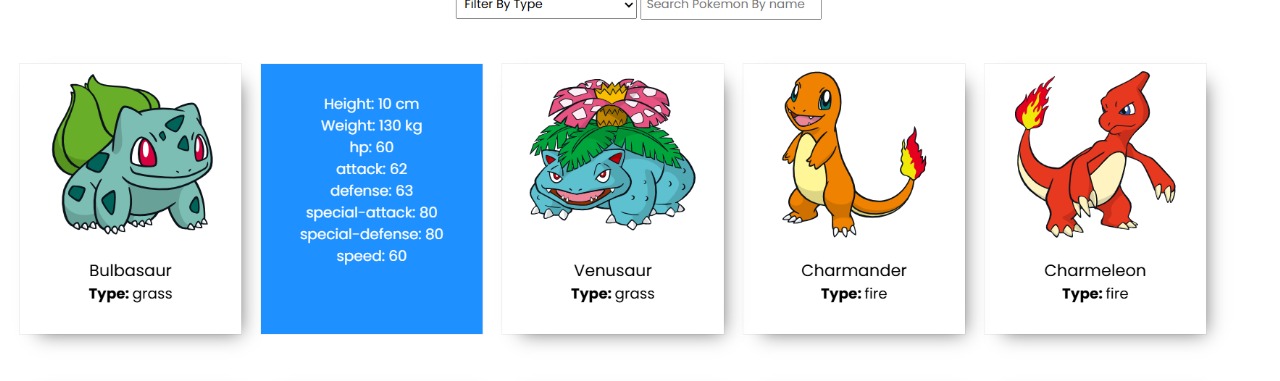 Filter By Type
Search Pokemon By name
Bulbasaur
Type: grass
Height: 10 cm
Weight: 130 kg
hp: 60
attack: 62
defense: 63
special-attack: 80
special-defense: 80
speed: 60
Venusaur
Type: grass
Charmander
Type: fire
Charmeleon
Type: fire